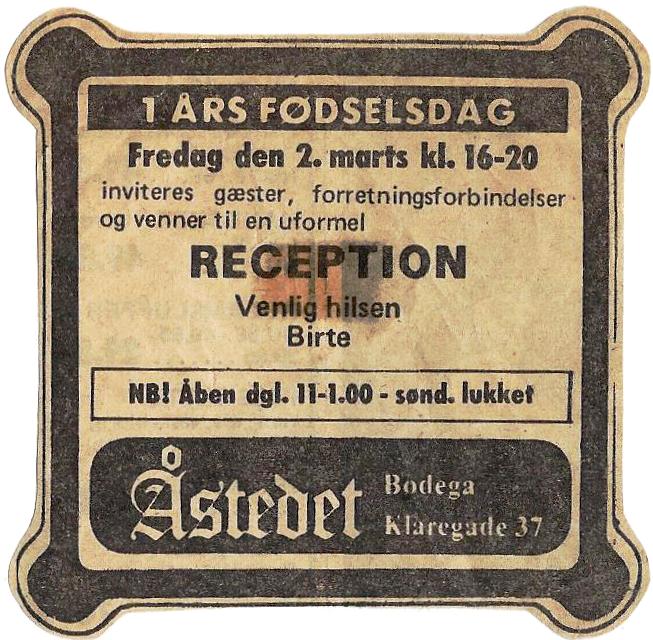 1 ÅRS FØDSELSDAG
Fredag den 2. marts kl. 16-20
inviteres gæster, forretningsforbindelser
og venner til en uformel
RECEPTION
Venlig hilsen
Birte
NB! Åben dgl. 11-1.00 - sønd. lukket
Åstedet
Bodega
Klaregade 37